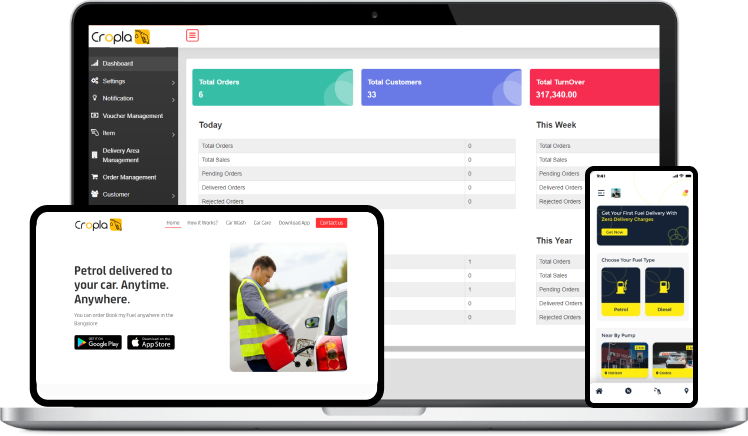 Cropla
Dashboard
Settings
Notification
Voucher Management
Item
Delivery Area
Management
Order Management
Customer
Total Orders
6
Total Customers
33
Total TurnOver
317,340.00
Today
Total Orders 0
Total Sales 0
Pending Orders 0
Delivered Orders 0
Rejected Orders 0
This Week
Total Orders
Total Sales
Pending Orders
Delivered Orders
Rejected Orders
1
0
1
0
0
This Year
Total Orders
Total Sales
Pending Orders
Delivered Orders
Rejected Orders
Cropla
Home
How it Works?
Car Wash
Car Care
Download App
Contact us
Petrol delivered to
your car. Anytime.
Anywhere.
You can order Book my Fuel anywhere in the
Bangalore
GET IT ON
Google Play
Download on the
App Store
9:41
Get Your First Fuel Delivery With
Zero Delivery Charges
Get Now
Choose Your Fuel Type
Petrol
Diesel
Near By Pump
Horizon